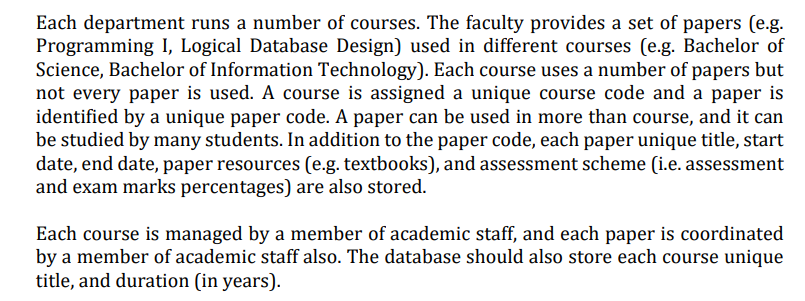 Each department runs a number of courses. The faculty provides a set of papers (e.g.
Programming I, Logical Database Design) used in different courses (e.g. Bachelor of
Science, Bachelor of Information Technology). Each course uses a number of papers but
not every paper is used. A course is assigned a unique course code and a paper is
identified by a unique paper code. A paper can be used in more than course, and it can
be studied by many students. In addition to the paper code, each paper unique title, start
date, end date, paper resources (e.g. textbooks), and assessment scheme (i.e. assessment
and exam marks percentages) are also stored.
Each course is managed by a member of academic staff, and each paper is coordinated
by a member of academic staff also. The database should also store each course unique
title, and duration (in years).